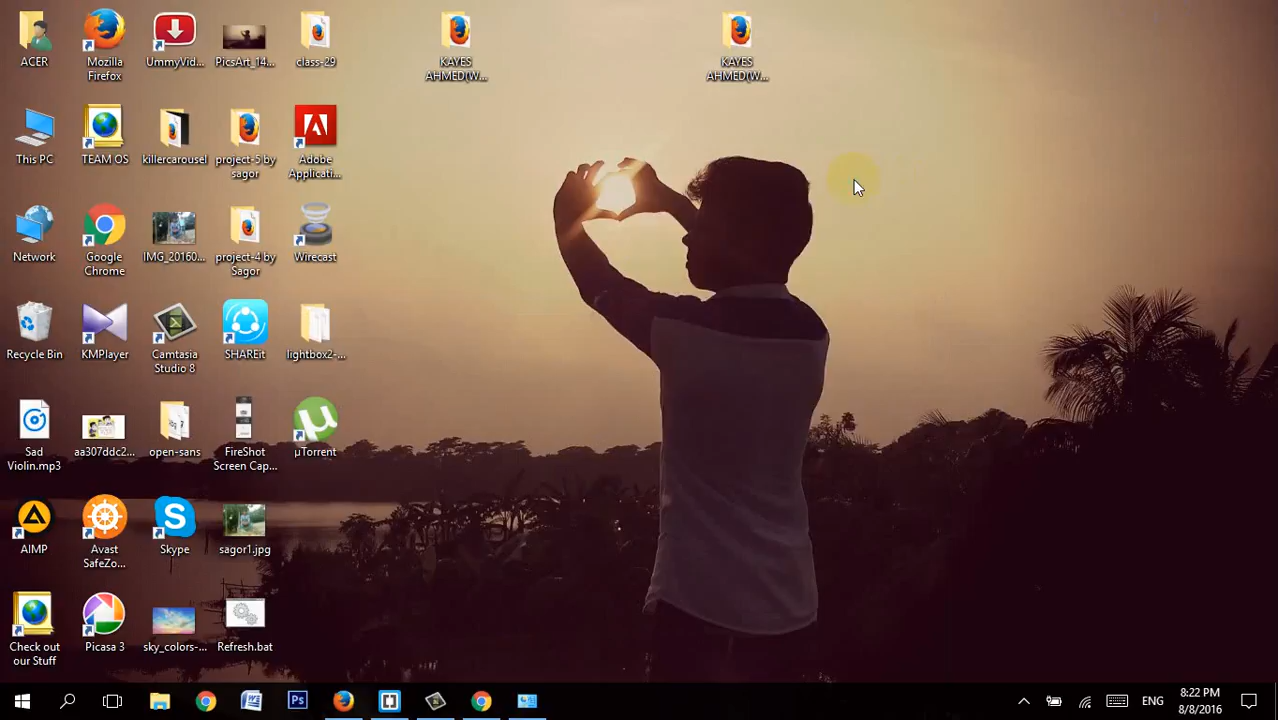 ACER
Mozilla
Firefox
UmmyVid...
PicsArt_14...
class-29
KAYES
AHMED(W...
KAYES
AHMED(W...
This PC
TEAM OS
killercarousel
project-5 by
sagor
Adobe
Applicati...
Network
Google
Chrome
IMG_20160...
project-4 by
Sagor
Wirecast
Recycle Bin
KMPlayer
Camtasia
Studio 8
SHAREit
lightbox2-...
Sad
Violin.mp3
aa307ddc2...
open-sans
FireShot
Screen Cap...
µTorrent
AIMP
Avast
SafeZo...
Skype
sagor1.jpg
Check out
our Stuff
Picasa 3
sky_colors-...
Refresh.bat
ENG
8:22 PM
8/8/2016